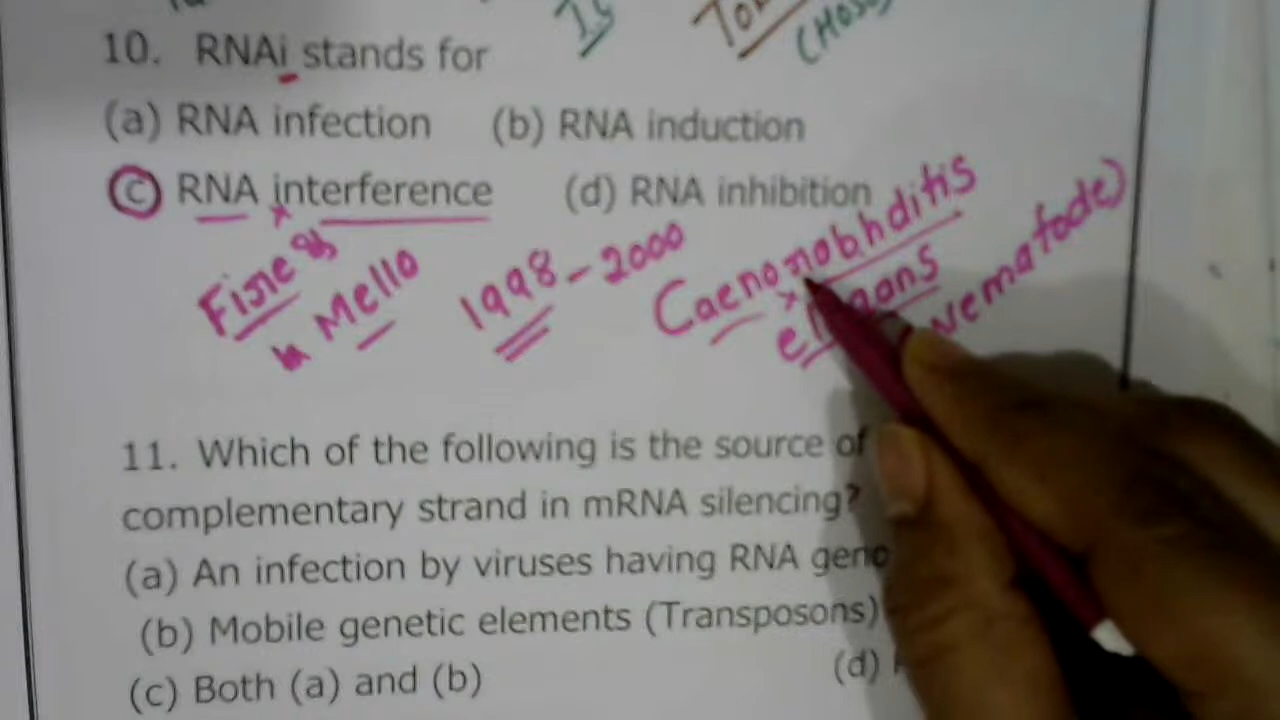 Is
10. RNAi stands for
(a) RNA infection (b) RNA induction
(c) RNA interference (d) RNA inhibition
Fire &
Mello
1998-2000
Caenonobhditis
nematode)
11. Which of the following is the source of
complementary strand in mRNA silencing?
(a) An infection by viruses having RNA geno
(b) Mobile genetic elements (Transposons)
(c) Both (a) and (b) (d)